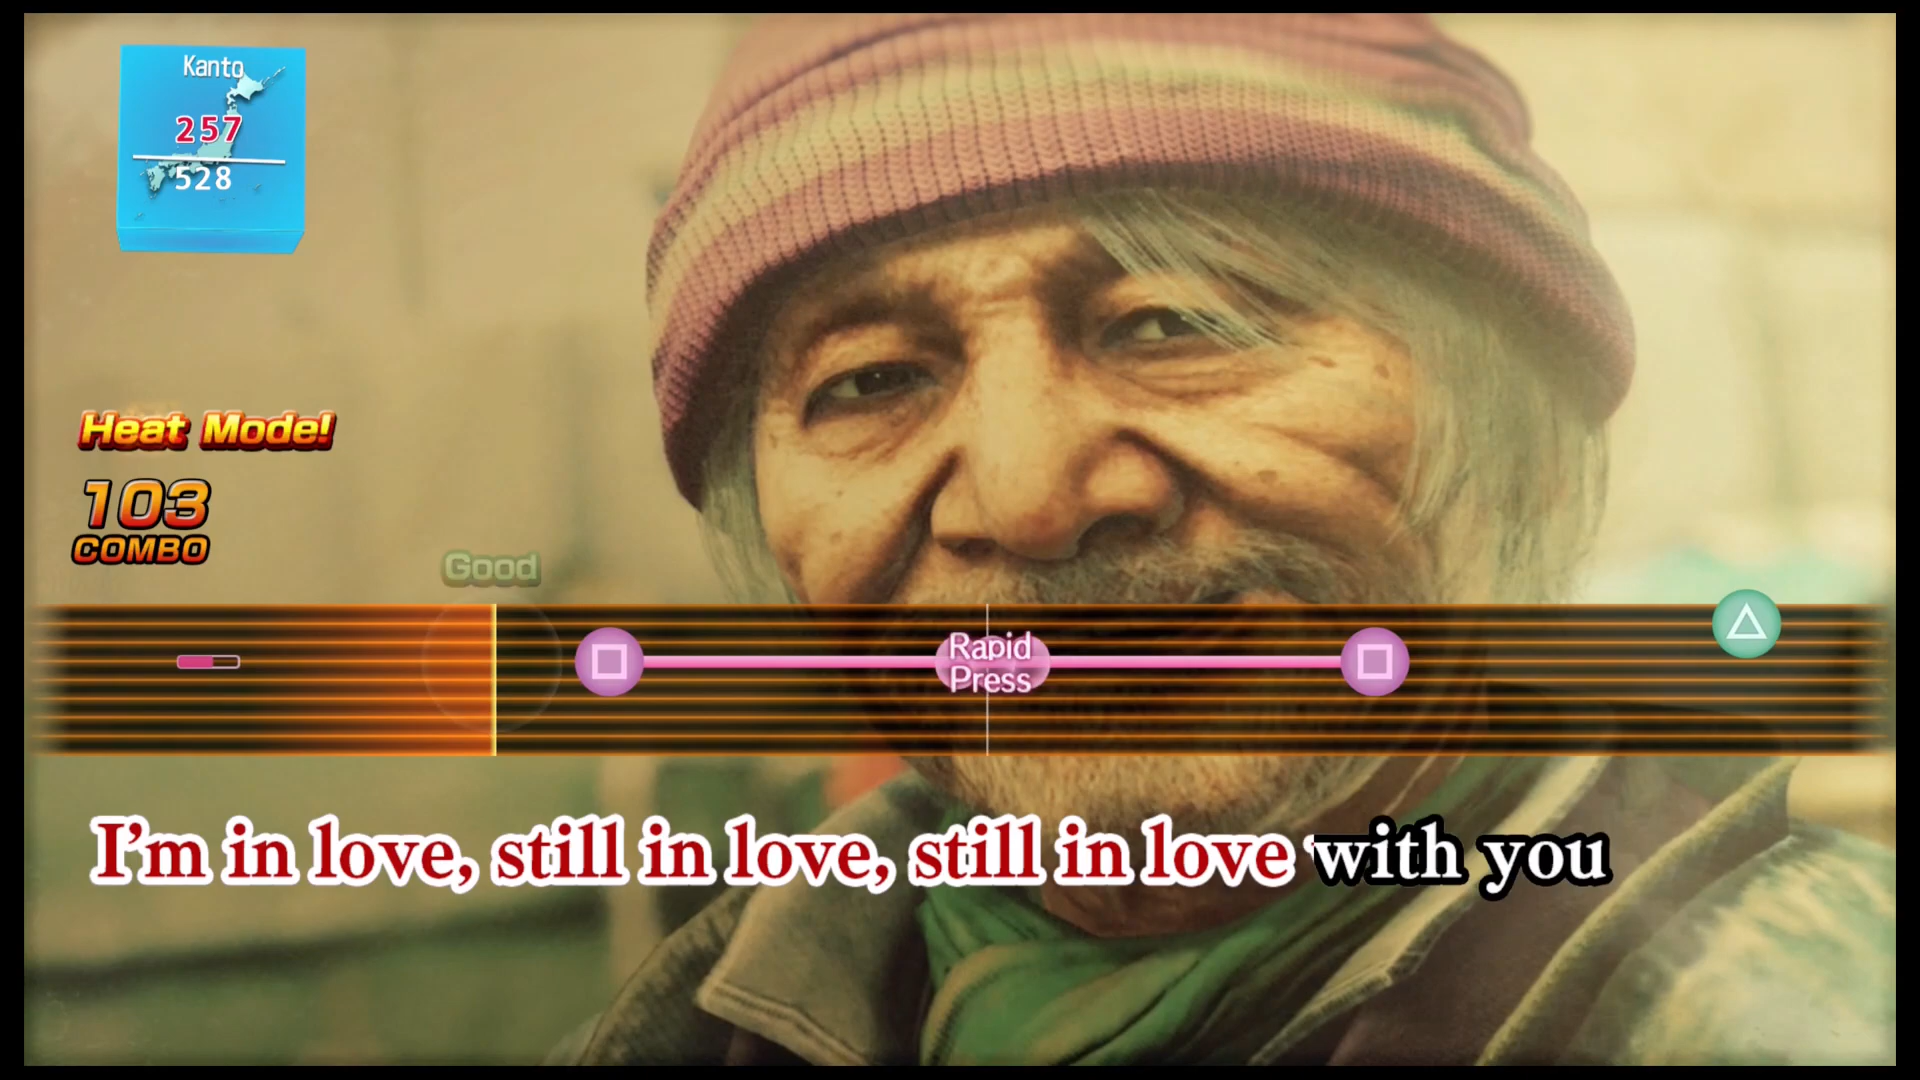 Kanto
257
528
Heat Mode!
103
COMBO
Good
Rapid
Press
I'm in love, still in love, still in love with you